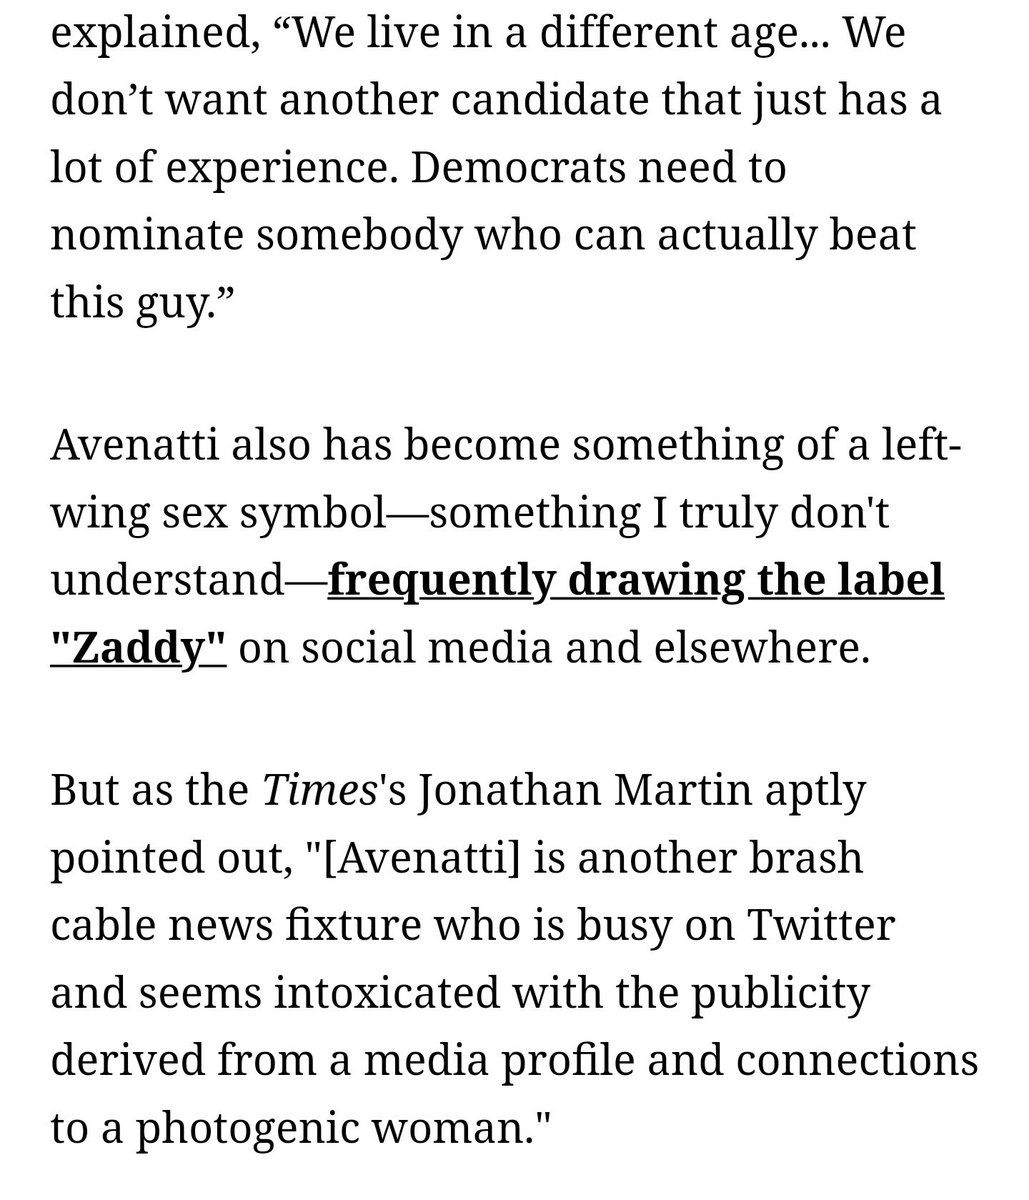 explained, “We live in a different age... We
don’t want another candidate that just has a
lot of experience. Democrats need to
nominate somebody who can actually beat
this guy.”
Avenatti also has become something of a left-
wing sex symbol—something I truly don't
understand—frequently drawing the label
"Zaddy" on social media and elsewhere.
But as the Times's Jonathan Martin aptly
pointed out, "[Avenatti] is another brash
cable news fixture who is busy on Twitter
and seems intoxicated with the publicity
derived from a media profile and connections
to a photogenic woman."